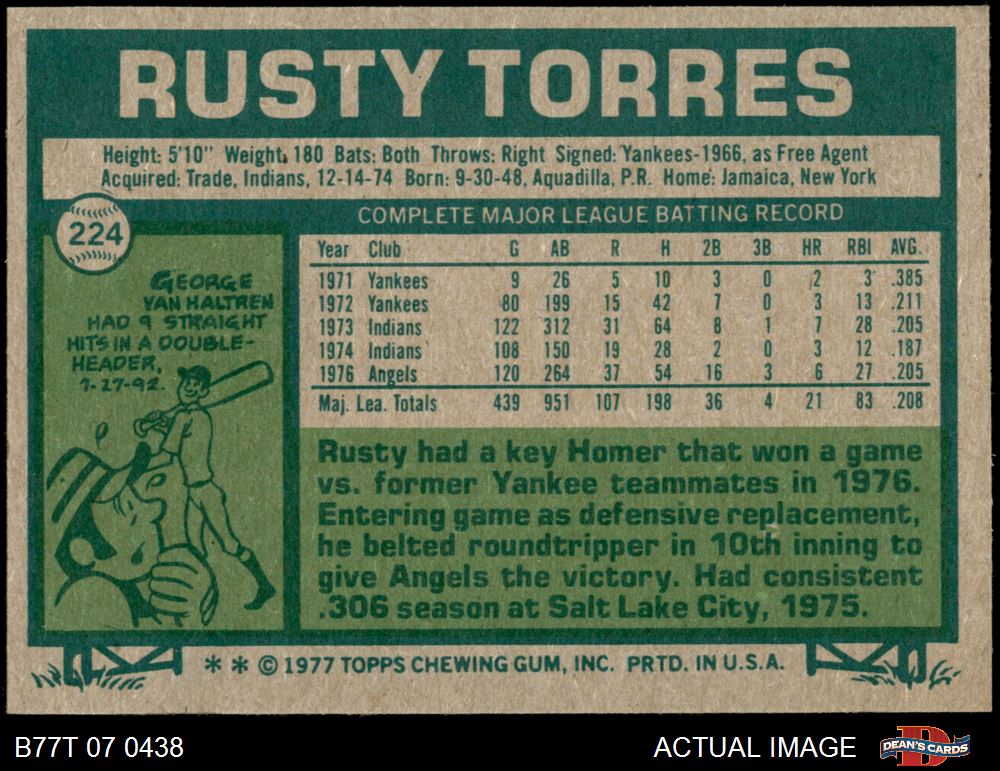 RUSTY TORRES
Height: 5'10" Weight. 180 Bats: Both Throws: Right Signed: Yankees-1966, as Free Agent
Acquired: Trade, Indians, 12-14-74 Born: 9-30-48, Aquadilla, P.R. Home: Jamaica, New York
224
COMPLETE MAJOR LEAGUE BATTING RECORD
Year Club G AB R H 2B 3B HR RBI AVG.
1971 Yankees 9 26 5 10 3 0 2 3 .385
1972 Yankees 80 199 15 42 7 0 3 13 .211
1973 Indians 122 312 31 64 8 1 7 28 .205
1974 Indians 108 150 19 28 2 0 3 12 .187
1976 Angels 120 264 37 54 16 3 6 27 .205
Maj. Lea. Totals 439 951 107 198 36 4 21 83 .208
GEORGE
VAN HALTREN
HAD 9 STRAIGHT
HITS IN A DOUBLE-
HEADER,
7-27-92.
Rusty had a key Homer that won a game
vs. former Yankee teammates in 1976.
Entering game as defensive replacement,
he belted roundtripper in 10th inning to
give Angels the victory. Had consistent
.306 season at Salt Lake City, 1975.
* * © 1977 TOPPS CHEWING GUM, INC. PRTD. IN U.S.A.
B77T 07 0438
ACTUAL IMAGE
DEAN'S CARDS